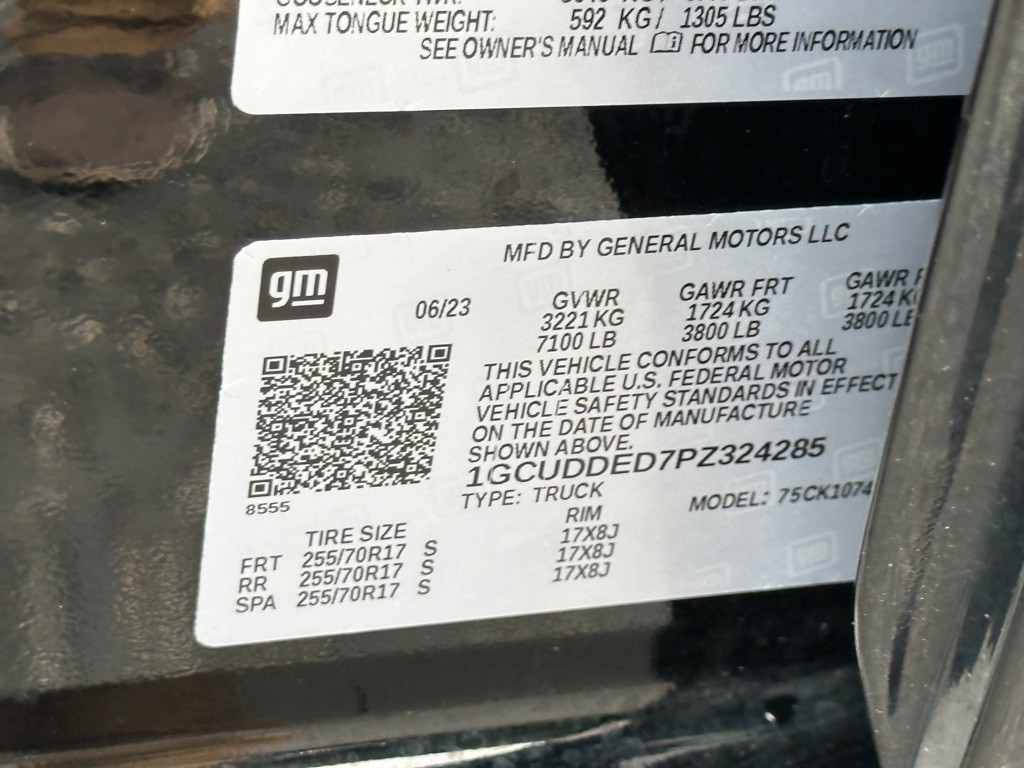 MAX TONGUE WEIGHT: 592 KG / 1305 LBS
SEE OWNER'S MANUAL FOR MORE INFORMATION
gm
MFD BY GENERAL MOTORS LLC
06/23
GVWR GAWR FRT GAWR
3221 KG 1724 KG 1724
7100 LB 3800 LB 3800
THIS VEHICLE CONFORMS TO ALL
APPLICABLE U.S. FEDERAL MOTOR
VEHICLE SAFETY STANDARDS IN EFFECT
ON THE DATE OF MANUFACTURE
SHOWN ABOVE.
1GCUDDED7PZ324285
TYPE: TRUCK MODEL: 75CK1074
8555
TIRE SIZE RIM
FRT 255/70R17 S 17X8J
RR 255/70R17 S 17X8J
SPA 255/70R17 S 17X8J